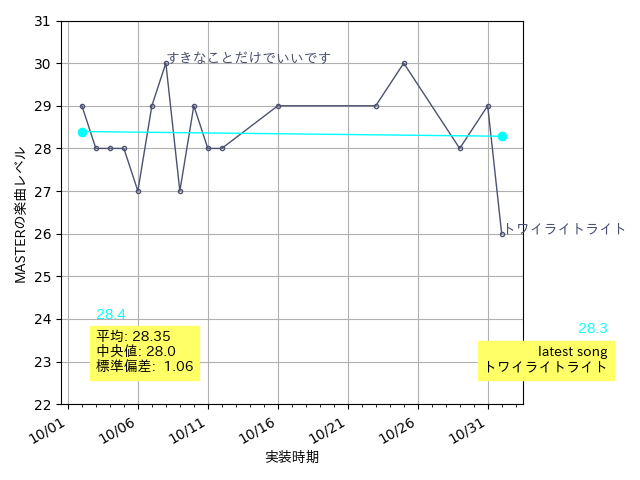 31
30
29
28
27
26
25
24
23
22
MASTERの楽曲レベル
すきなことだけでいいです
トワイライトライト
28.4
平均: 28.35
中央値: 28.0
標準偏差: 1.06
28.3
latest song
トワイライトライト
10/01
10/06
10/11
10/16
10/21
10/26
10/31
実装時期